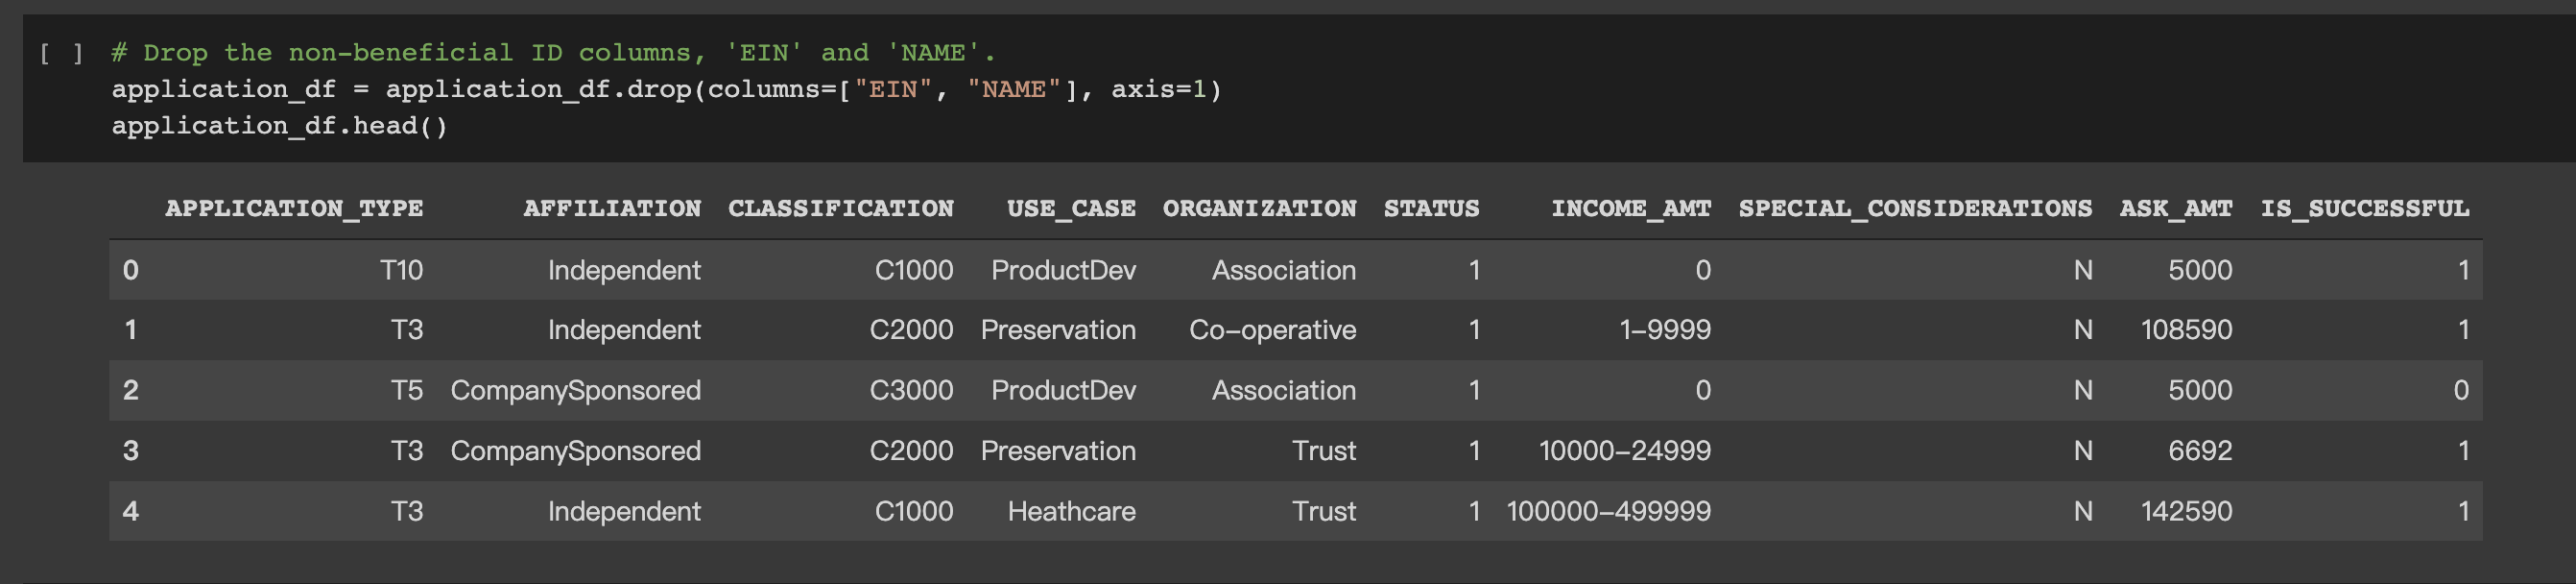 [ ] # Drop the non-beneficial ID columns, 'EIN' and 'NAME'.
application_df = application_df.drop(columns=["EIN", "NAME"], axis=1)
application_df.head()
APPLICATION_TYPE AFFILIATION CLASSIFICATION USE_CASE ORGANIZATION STATUS INCOME_AMT SPECIAL_CONSIDERATIONS ASK_AMT IS_SUCCESSFUL
0 T10 Independent C1000 ProductDev Association 1 0 N 5000 1
1 T3 Independent C2000 Preservation Co-operative 1 1-9999 N 108590 1
2 T5 CompanySponsored C3000 ProductDev Association 1 0 N 5000 0
3 T3 CompanySponsored C2000 Preservation Trust 1 10000-24999 N 6692 1
4 T3 Independent C1000 Heathcare Trust 1 100000-499999 N 142590 1